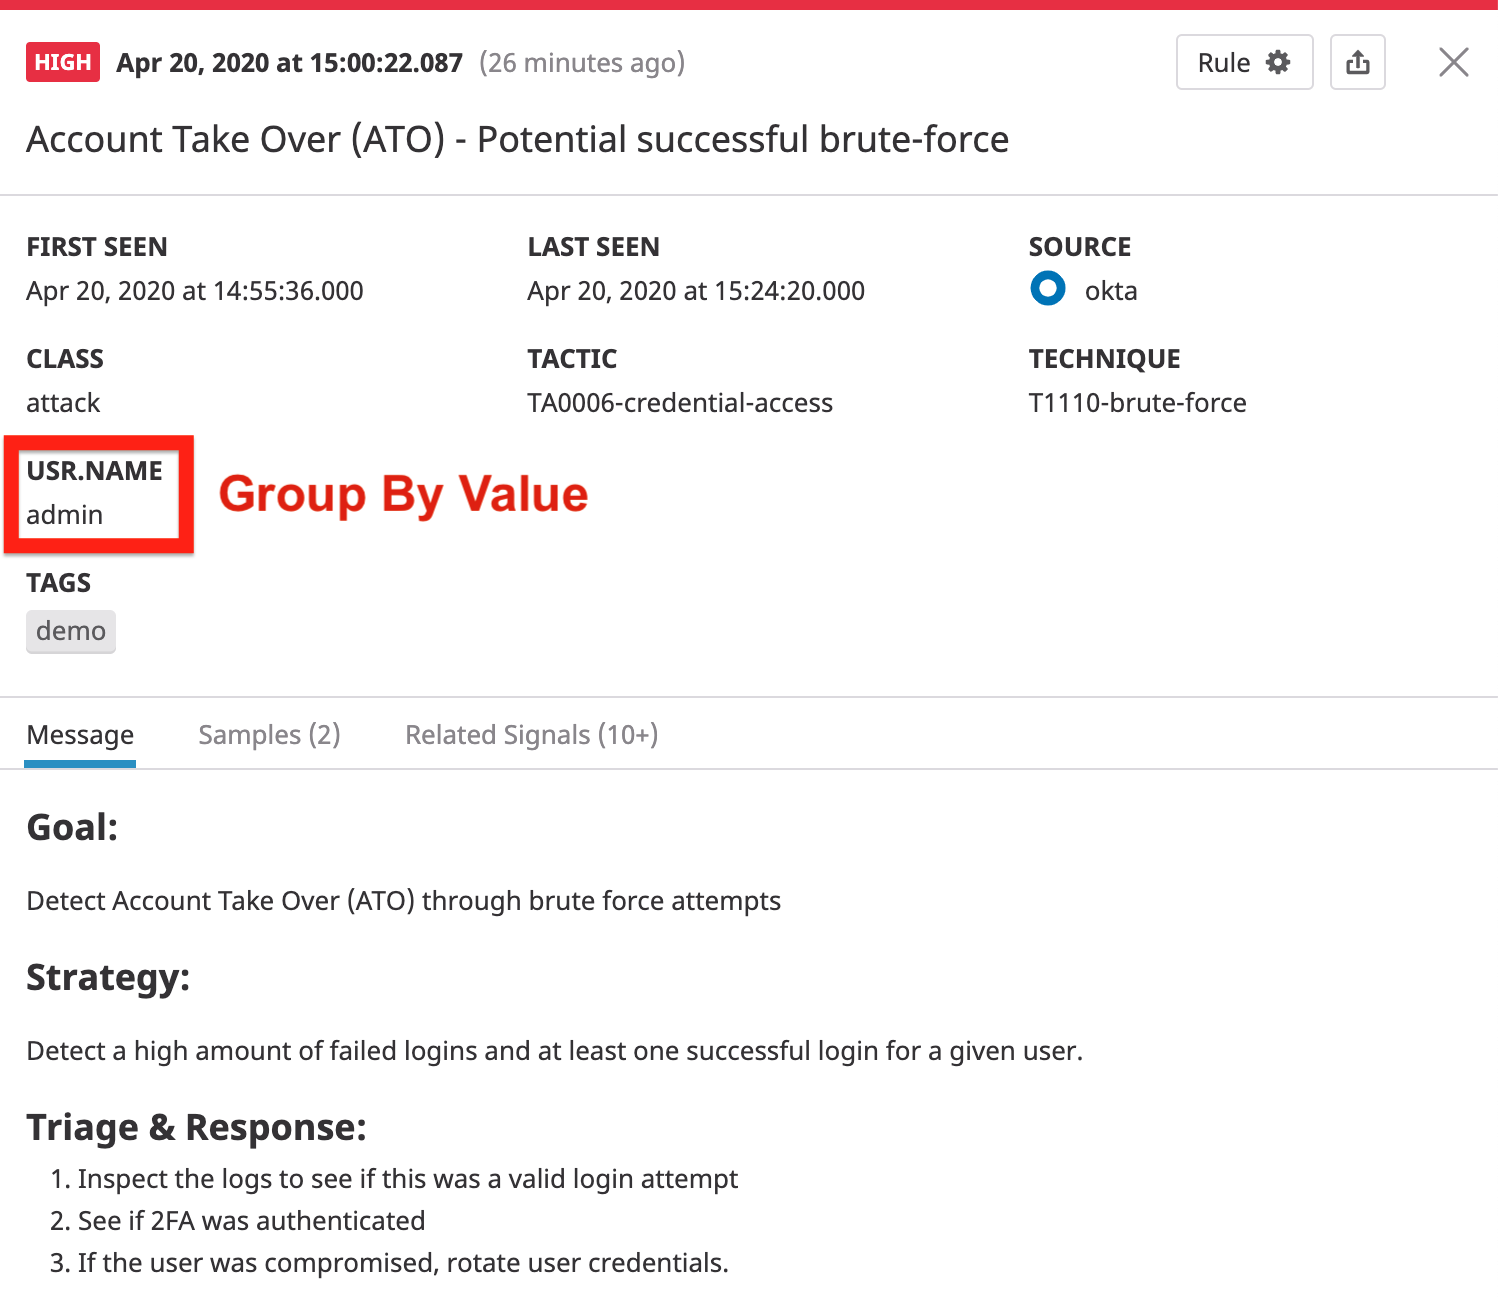 HIGH Apr 20, 2020 at 15:00:22.087 (26 minutes ago) Rule
Account Take Over (ATO) - Potential successful brute-force
FIRST SEEN LAST SEEN SOURCE
Apr 20, 2020 at 14:55:36.000 Apr 20, 2020 at 15:24:20.000 okta
CLASS TACTIC TECHNIQUE
attack TA0006-credential-access T1110-brute-force
USR.NAME
admin
Group By Value
TAGS
demo
Message Samples (2) Related Signals (10+)
Goal:
Detect Account Take Over (ATO) through brute force attempts
Strategy:
Detect a high amount of failed logins and at least one successful login for a given user.
Triage & Response:
1. Inspect the logs to see if this was a valid login attempt
2. See if 2FA was authenticated
3. If the user was compromised, rotate user credentials.